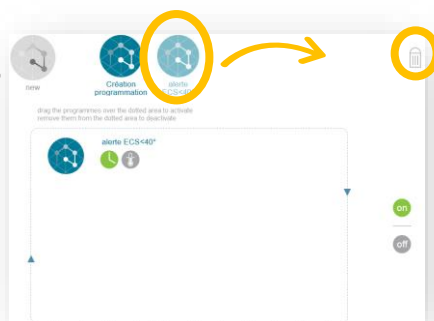 new
Création
programmation
alerte
ECS<40°
drag the programmes over the dotted area to activate
remove them from the dotted area to deactivate
alerte ECS<40°
on
off